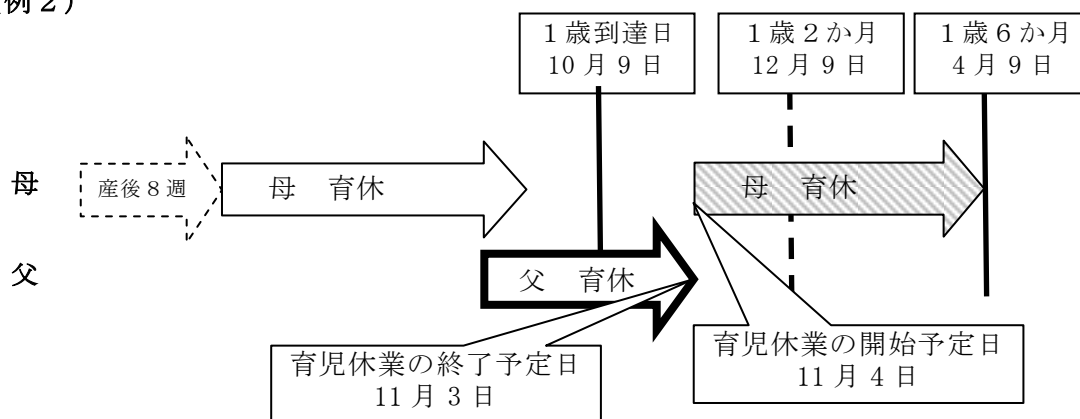 例２）
１歳到達日
10月９日
１歳２か月
12月９日
１歳６か月
４月９日
母
産後８週
母　育休
母　育休
父
父　育休
育児休業の終了予定日
11月３日
育児休業の開始予定日
11月４日